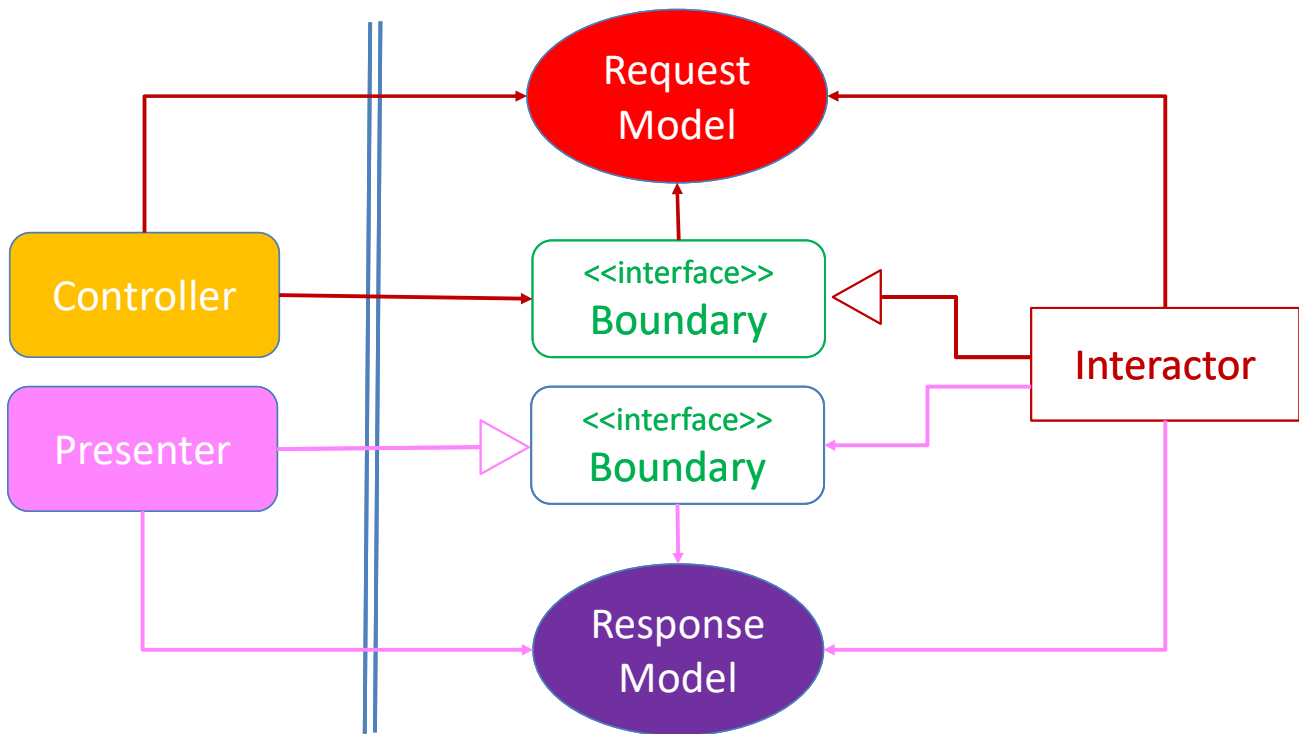 Request
Model
Controller
<<interface>>
Boundary
Interactor
Presenter
<<interface>>
Boundary
Response
Model